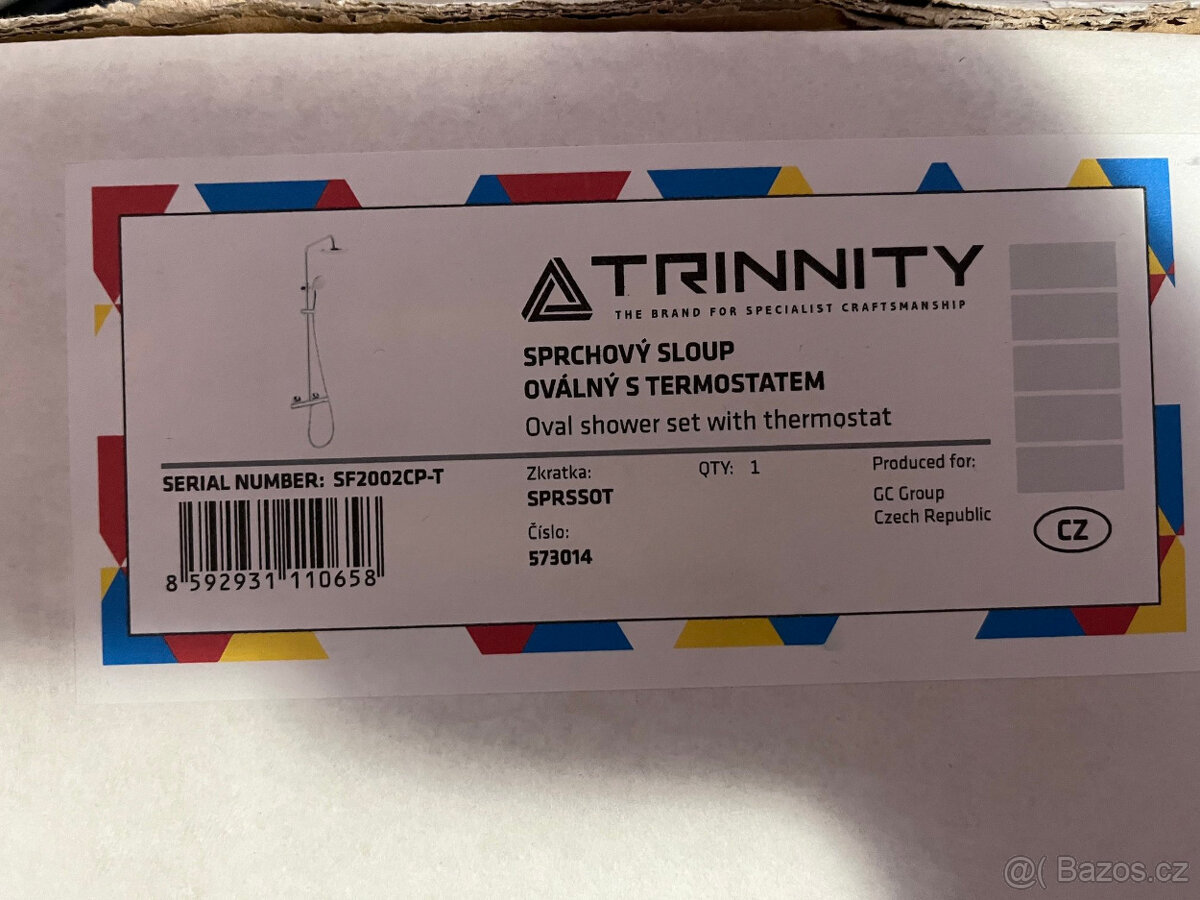 TRINNITY
THE BRAND FOR SPECIALIST CRAFTSMANSHIP
SPRCHOVÝ SLOUP
OVÁLNÝ S TERMOSTATEM
Oval shower set with thermostat
SERIAL NUMBER: SF2002CP-T
8 592931 110658
Zkratka:
SPRSSOT
Číslo:
573014
QTY: 1
Produced for:
GC Group
Czech Republic
CZ
@( Bazos.cz